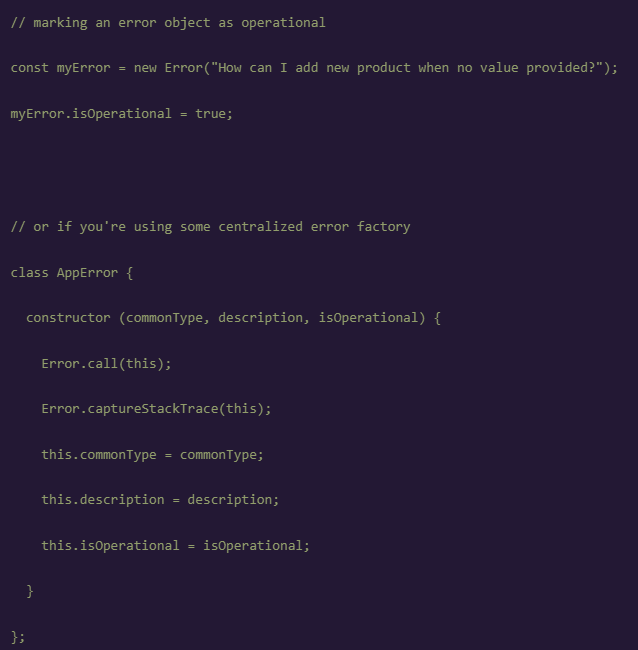 // marking an error object as operational
const myError = new Error("How can I add new product when no value provided?");
myError.isOperational = true;
// or if you're using some centralized error factory
class AppError {
constructor (commonType, description, isOperational) {
Error.call(this);
Error.captureStackTrace(this);
this.commonType = commonType;
this.description = description;
this.isOperational = isOperational;
}
};